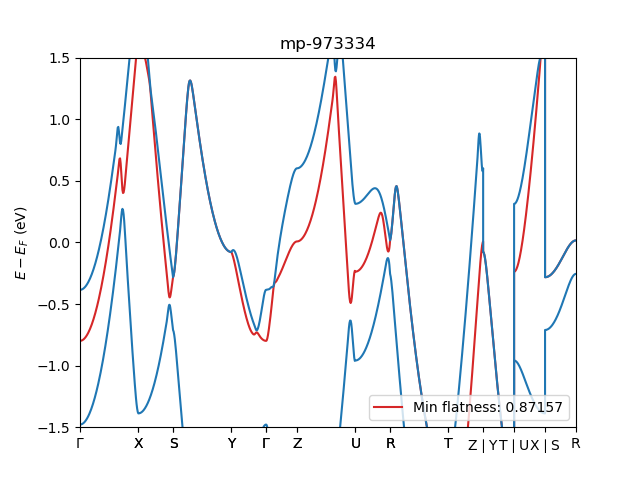 mp-973334
E − E_F (eV)
1.5
1.0
0.5
0.0
−0.5
−1.0
−1.5
Min flatness: 0.87157
Γ X S Y Γ Z U R T Z | Y T | U X | S R